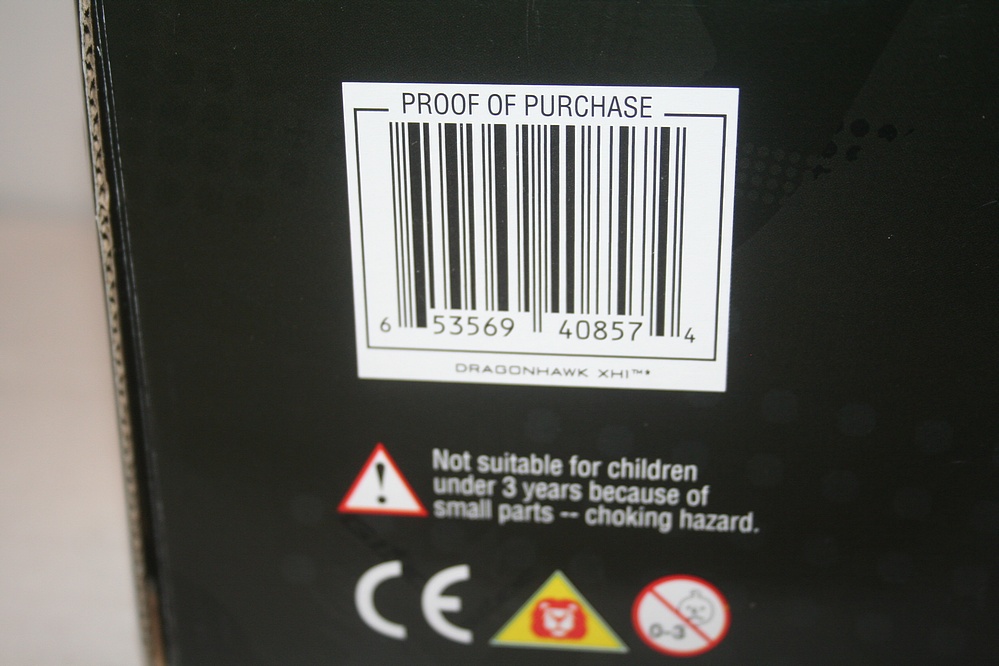 PROOF OF PURCHASE
6 53569 40857 4
DRAGONHAWK XH1™*
Not suitable for children
under 3 years because of
small parts -- choking hazard.
CE
0-3